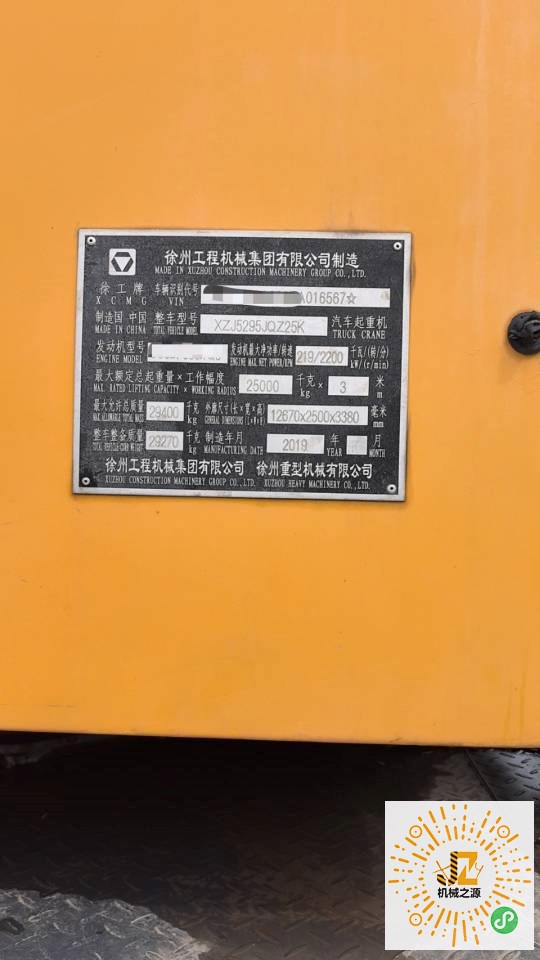 徐州工程机械集团有限公司制造
MADE IN XUZHOU CONSTRUCTION MACHINERY GROUP CO.,LTD.
徐工牌 车辆识别代号 A016567☆
X C M G VIN
制造国 中国 整车型号 XZJ5295JQZ25K 汽车起重机
MADE IN CHINA TOTAL VEHICLE MODEL TRUCK CRANE
发动机型号 发动机最大净功率/转速 219/2200 千瓦/(转/分)
ENGINE MODEL ENGINE MAX. NET POWER/RPM kW/(r/min)
最大额定总起重量×工作幅度 25000 千克 × 3 米
MAX. RATED LIFTING CAPACITY × WORKING RADIUS kg m
最大允许总质量 29400 千克 外廓尺寸(长×宽×高) 12670x2500x3380 毫米
MAX ALLOWABLE TOTAL MASS kg GENERAL DIMENSIONS (L×W×H) mm
整车整备质量 29270 千克 制造年月 2019 年 月
TOTAL VEHICLE CURB WEIGHT kg MANUFACTURING DATE YEAR MONTH
徐州工程机械集团有限公司 徐州重型机械有限公司
XUZHOU CONSTRUCTION MACHINERY GROUP CO.,LTD. XUZHOU HEAVY MACHINERY CO.,LTD.
JZ
机械之源